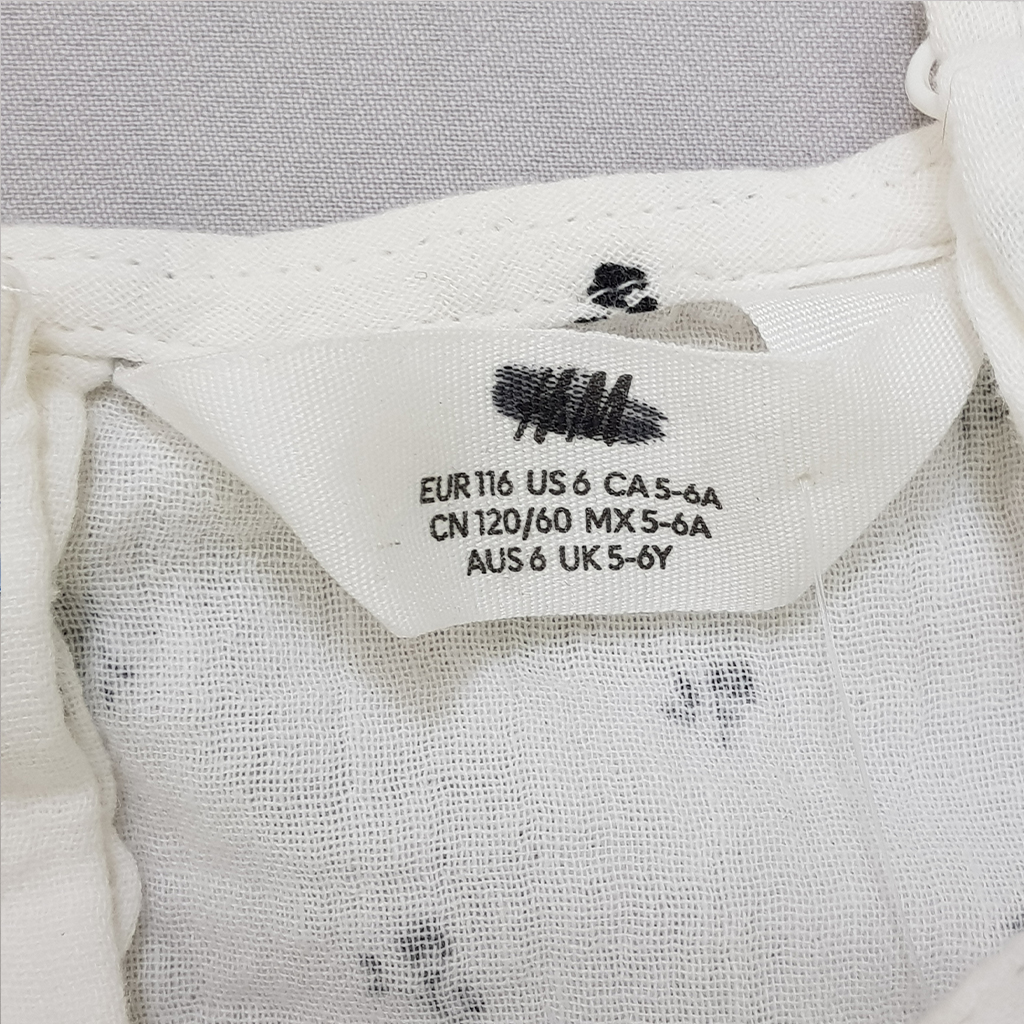 EUR 116 US 6 CA 5-6A
CN 120/60 MX 5-6A
AUS 6 UK 5-6Y